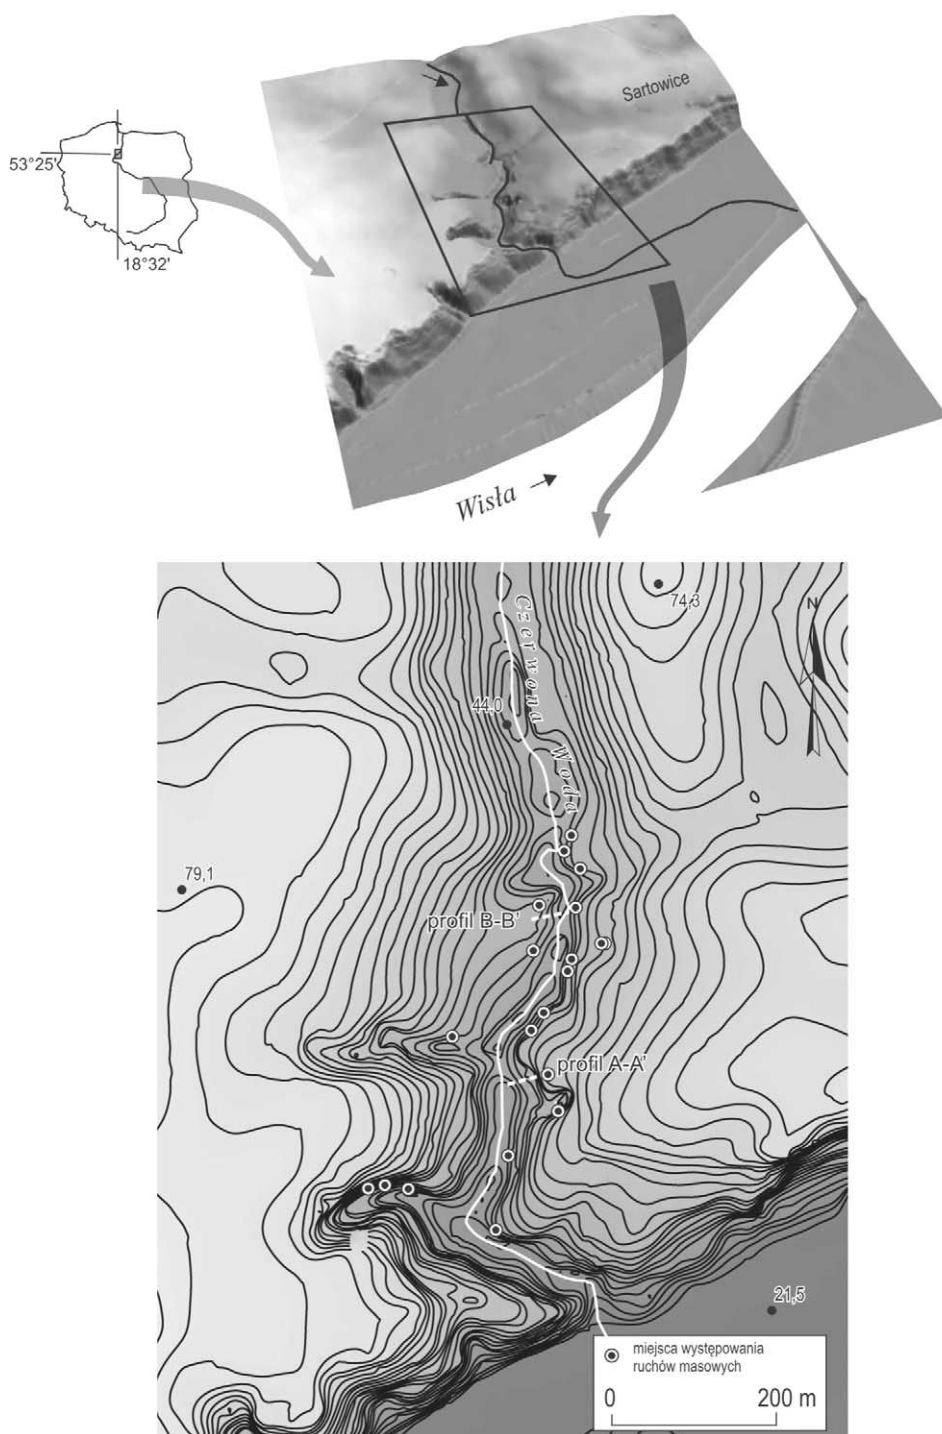 Sartowice
53°25'
18°32'
Wisła
74,3
N
Czerwona Woda
44,0
79,1
profil B-B'
profil A-A'
21,5
miejsca występowania
ruchów masowych
0 200 m